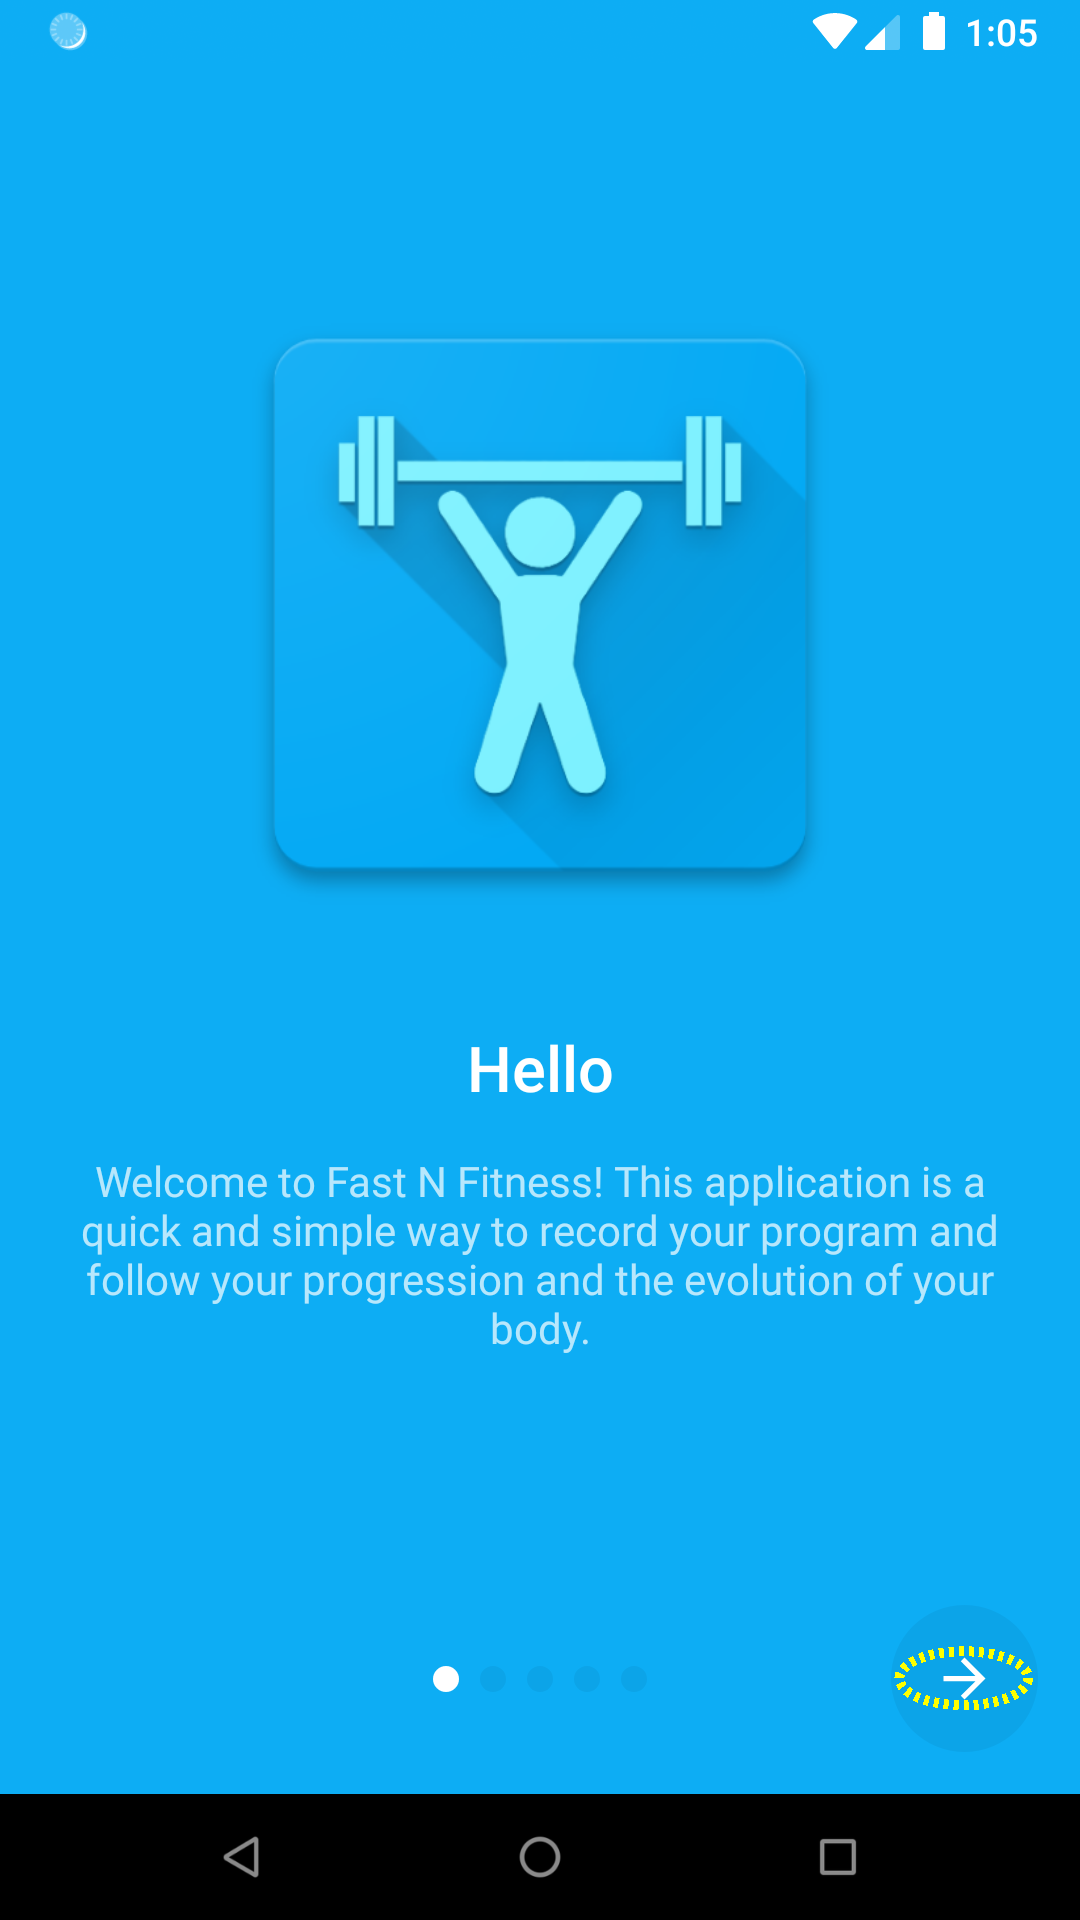 1:05
Hello
Welcome to Fast N Fitness! This application is a
quick and simple way to record your program and
follow your progression and the evolution of your
body.